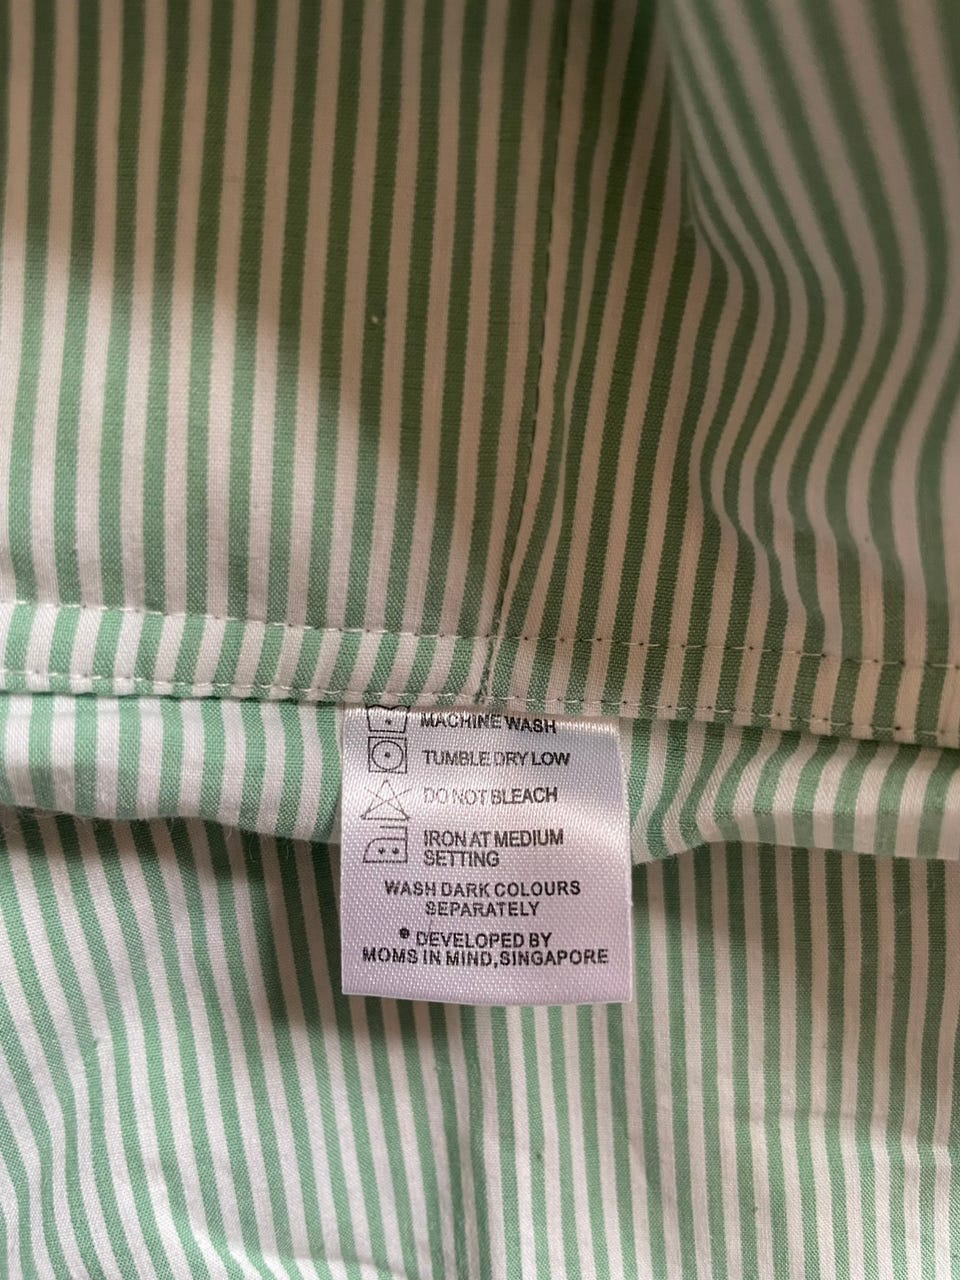 MACHINE WASH
TUMBLE DRY LOW
DO NOT BLEACH
IRON AT MEDIUM
SETTING
WASH DARK COLOURS
SEPARATELY
• DEVELOPED BY
MOMS IN MIND,SINGAPORE